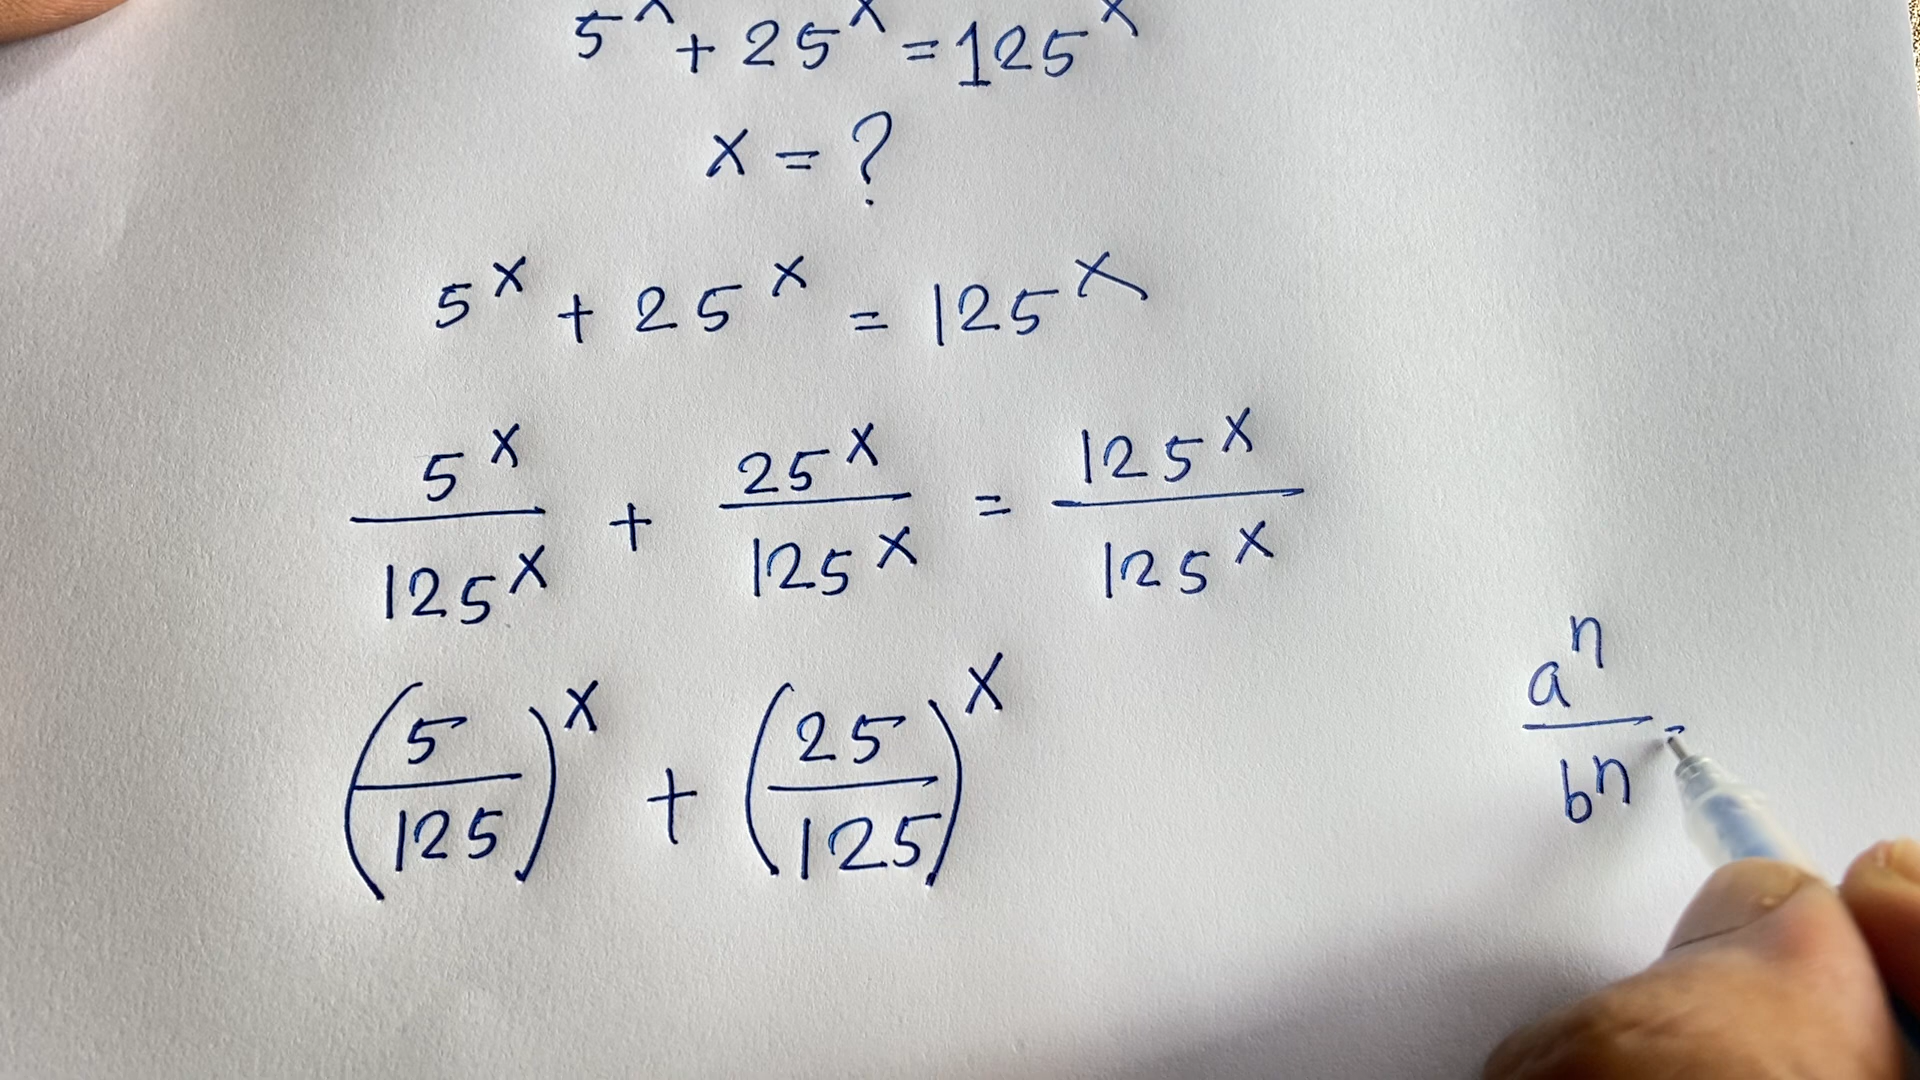 5^x + 25^x = 125^x
x = ?
5^x + 25^x = 125^x
5^x/125^x + 25^x/125^x = 125^x/125^x
(5/125)^x + (25/125)^x
a^n/b^n =